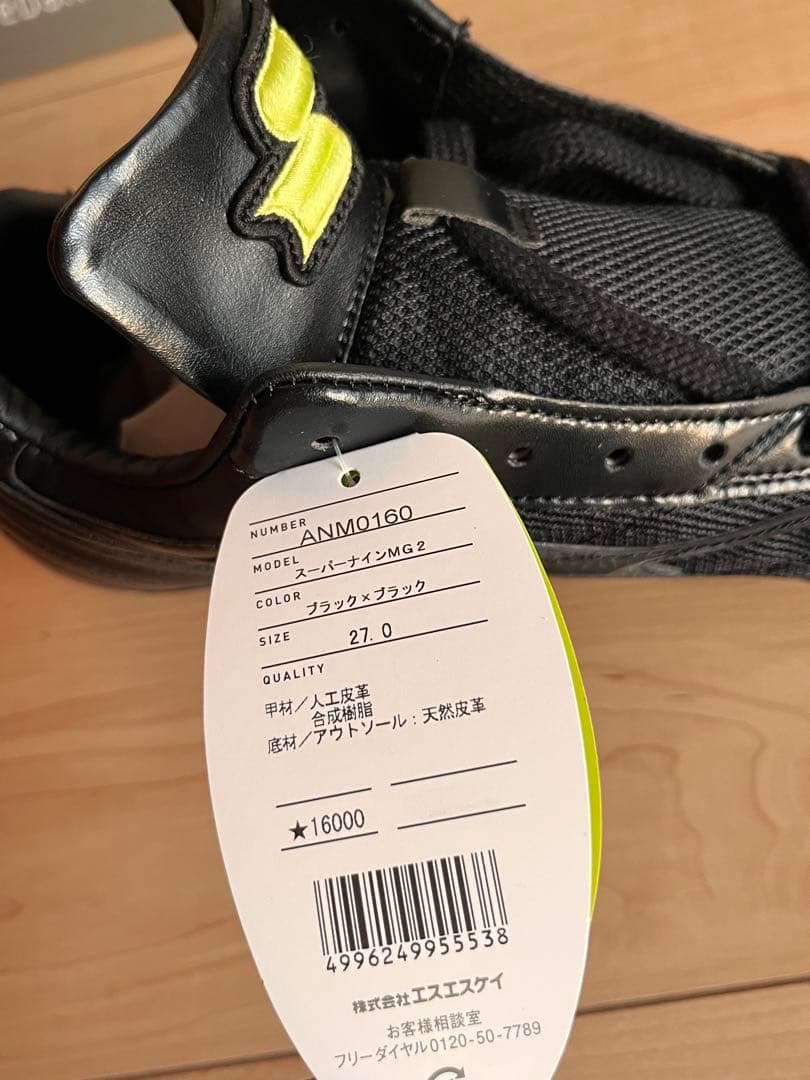 NUMBER ANM0160
MODEL スーパーナインMG2
COLOR ブラック×ブラック
SIZE 27.0
QUALITY
甲材／人工皮革
合成樹脂
底材／アウトソール：天然皮革
★16000
4996249955538
株式会社エスエスケイ
お客様相談室
フリーダイヤル0120-50-7789